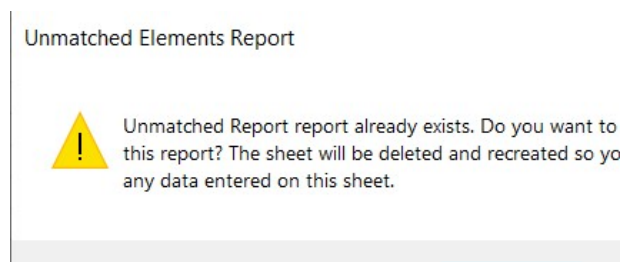 Unmatched Elements Report
Unmatched Report report already exists. Do you want to
this report? The sheet will be deleted and recreated so yo
any data entered on this sheet.